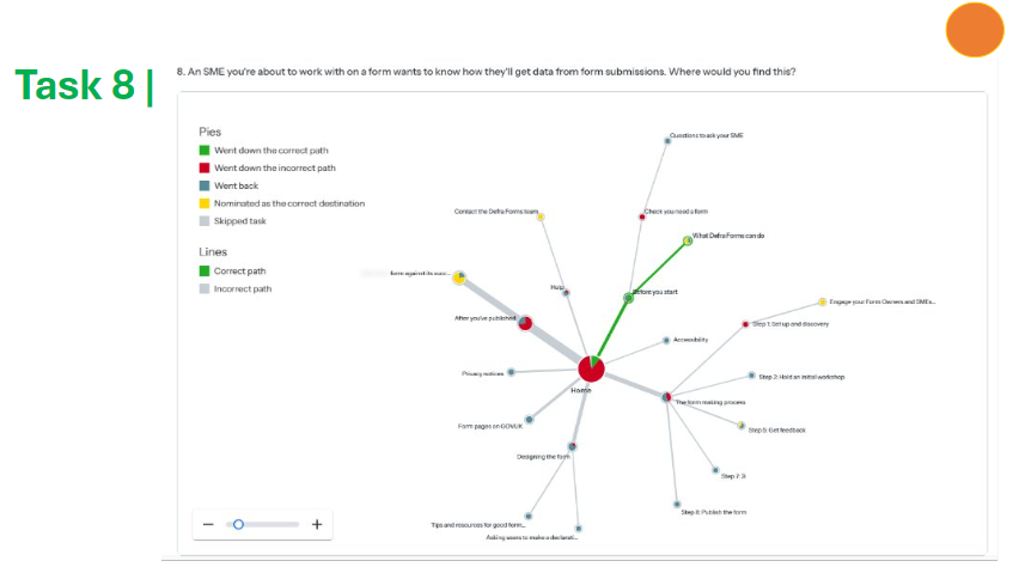 Task 8 |
8. An SME you're about to work with on a form wants to know how they'll get data from form submissions. Where would you find this?
Pies
Went down the correct path
Went down the incorrect path
Went back
Nominated as the correct destination
Skipped task
Lines
Correct path
Incorrect path
Questions to ask your SME
Contact the Defra Forms team
Check you need a form
What Defra Forms can do
form against its succ...
Help
Before you start
Engage your Form Owners and SMEs...
After you've published
Step 1: Set up and discovery
Accessibility
Privacy notices
Step 2: Hold an initial workshop
Home
The form making process
Form pages on GOV.UK
Step 5: Get feedback
Designing the form
Step 7:
Step 8: Publish the form
Tips and resources for good form...
Asking users to make a declarati...
− +